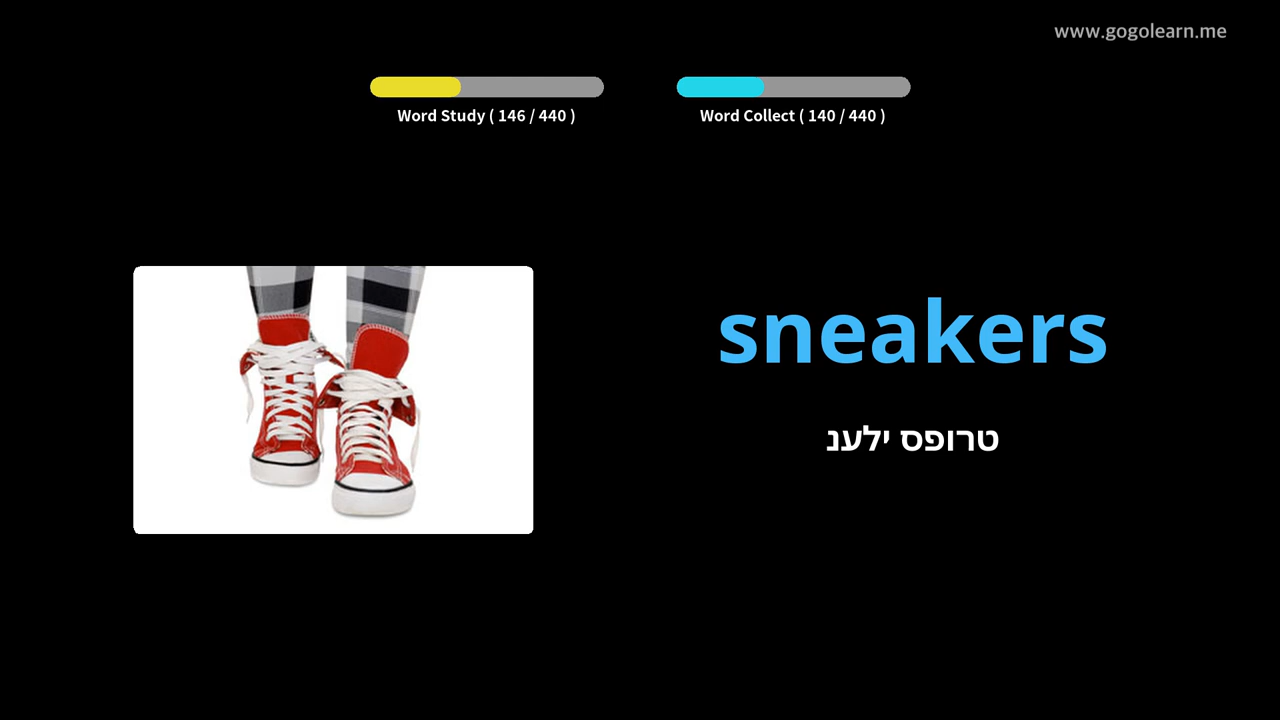 www.gogolearn.me
Word Study ( 146 / 440 )
Word Collect ( 140 / 440 )
sneakers
טרופס ילענ